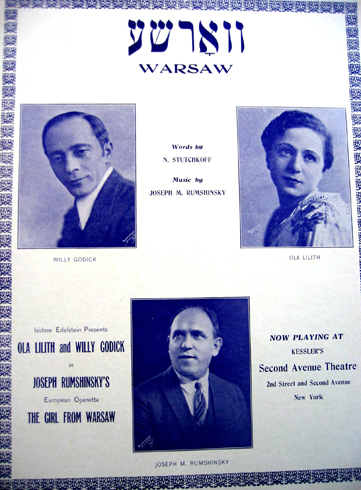 װאַרשע
WARSAW
Words by
N. STUTCHKOFF
Music by
JOSEPH M. RUMSHINSKY
WILLY GODICK
OLA LILITH
Isidore Edelstein Presents
OLA LILITH and WILLY GODICK
in
JOSEPH RUMSHINSKY'S
European Operetta
THE GIRL FROM WARSAW
NOW PLAYING AT
KESSLER'S
Second Avenue Theatre
2nd Street and Second Avenue
New York
JOSEPH M. RUMSHINSKY